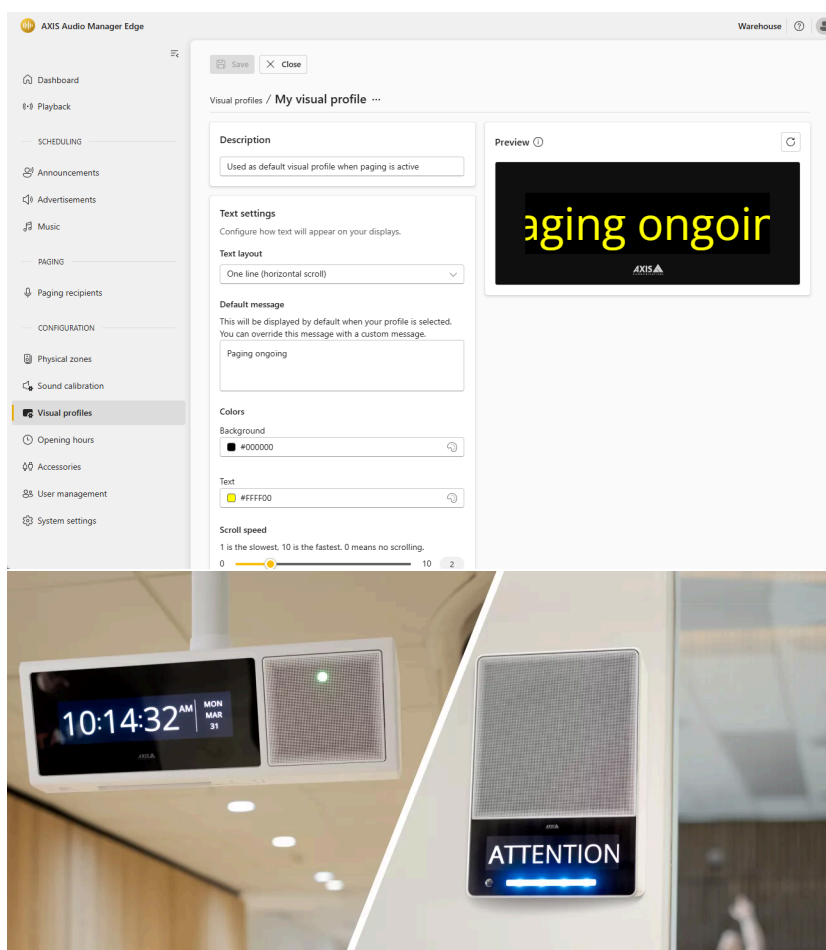 AXIS Audio Manager Edge
Warehouse
Save
Close
Dashboard
Playback
SCHEDULING
Announcements
Advertisements
Music
PAGING
Paging recipients
CONFIGURATION
Physical zones
Sound calibration
Visual profiles
Opening hours
Accessories
User management
System settings
Visual profiles / My visual profile ···
Description
Used as default visual profile when paging is active
Text settings
Configure how text will appear on your displays.
Text layout
One line (horizontal scroll)
Default message
This will be displayed by default when your profile is selected.
You can override this message with a custom message.
Paging ongoing
Colors
Background
#000000
Text
#FFFF00
Scroll speed
1 is the slowest, 10 is the fastest. 0 means no scrolling.
0 10 2
Preview
aging ongoin
AXIS
10:14:32 AM
MON
MAR
31
AXIS
AXIS
ATTENTION